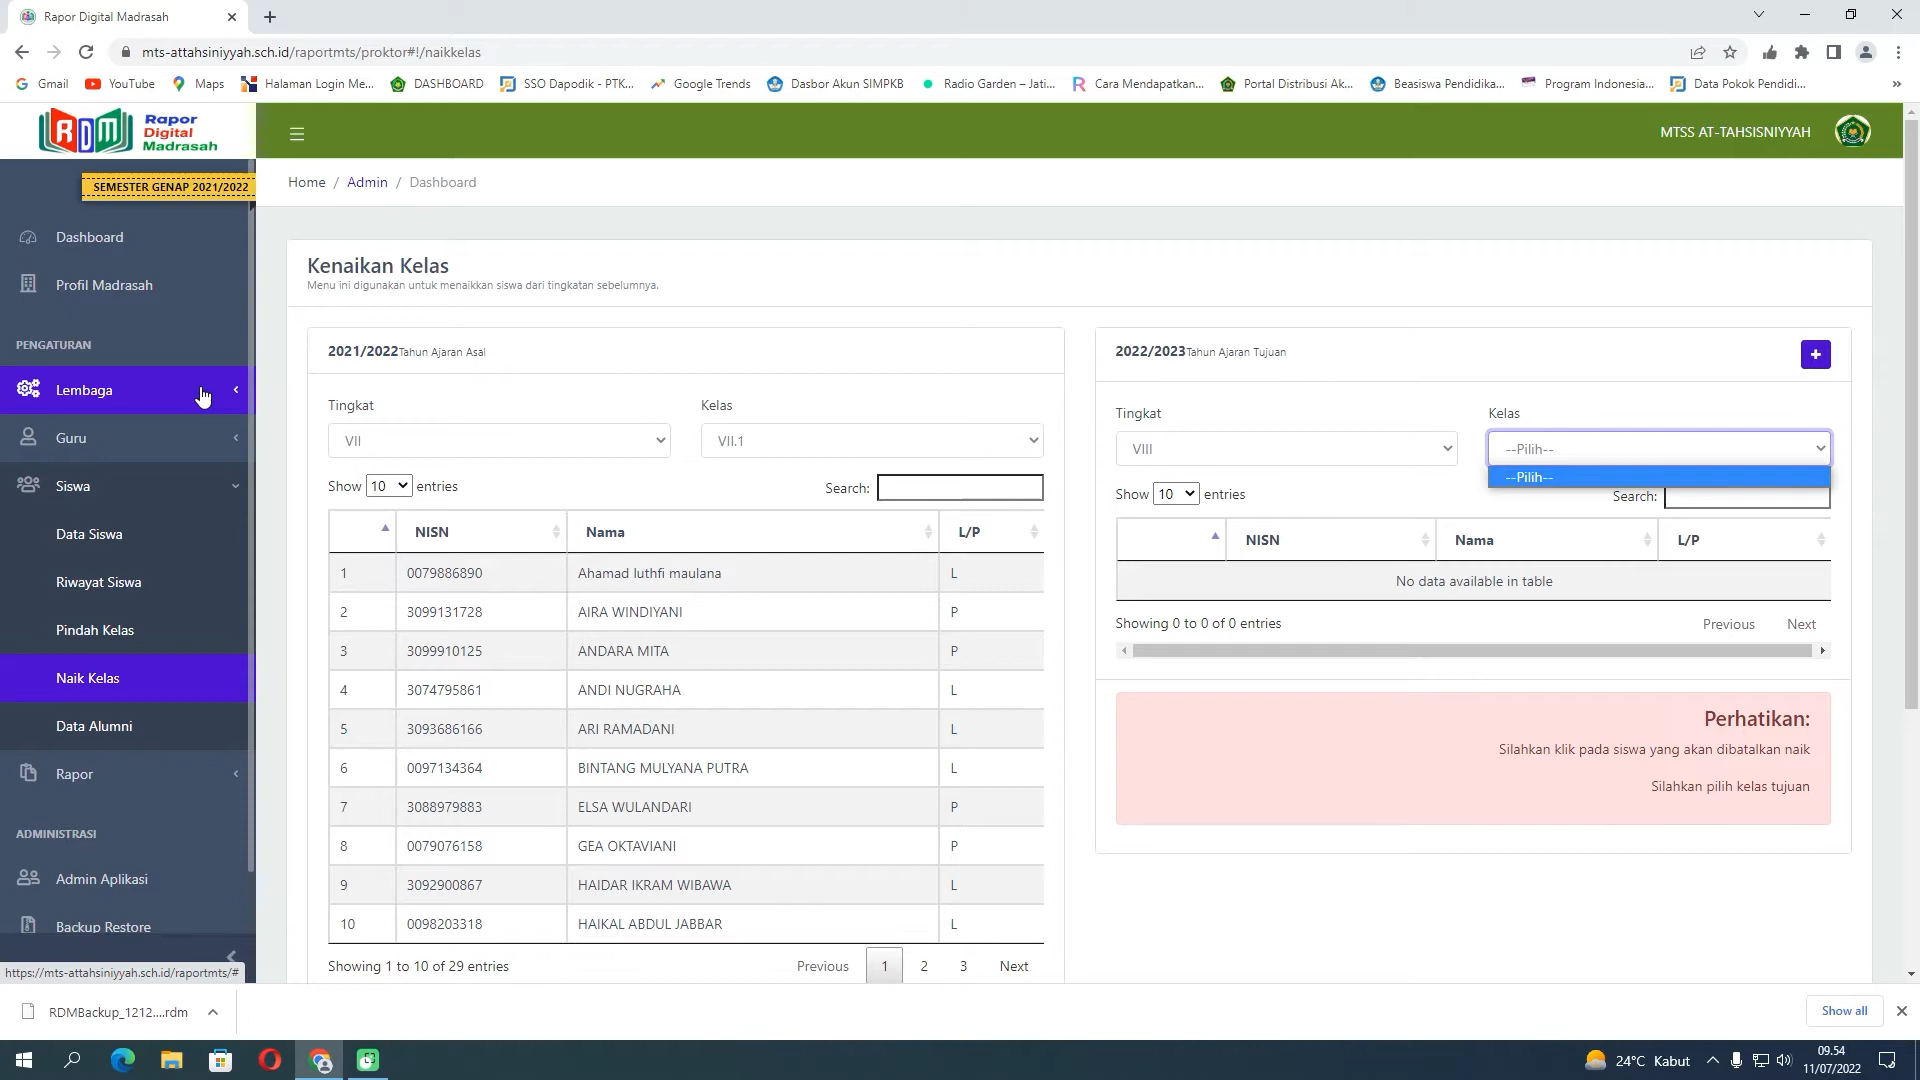 Rapor Digital Madrasah
mts-attahsiniyyah.sch.id/raportmts/proktor#!/naikkelas
Gmail YouTube Maps Halaman Login Me... DASHBOARD SSO Dapodik - PTK... Google Trends Dasbor Akun SIMPKB Radio Garden – Jati... Cara Mendapatkan... Portal Distribusi Ak... Beasiswa Pendidika... Program Indonesia... Data Pokok Pendidi... »
RDM
Rapor
Digital
Madrasah
MTSS AT-TAHSISNIYYAH
SEMESTER GENAP 2021/2022
Home / Admin / Dashboard
Dashboard
Profil Madrasah
PENGATURAN
Lembaga
Guru
Siswa
Data Siswa
Riwayat Siswa
Pindah Kelas
Naik Kelas
Data Alumni
Rapor
ADMINISTRASI
Admin Aplikasi
Backup Restore
Kenaikan Kelas
Menu ini digunakan untuk menaikkan siswa dari tingkatan sebelumnya.
2021/2022Tahun Ajaran Asal
Tingkat Kelas
VII VII.1
Show 10 entries Search:
NISN Nama L/P
1 0079886890 Ahamad luthfi maulana L
2 3099131728 AIRA WINDIYANI P
3 3099910125 ANDARA MITA P
4 3074795861 ANDI NUGRAHA L
5 3093686166 ARI RAMADANI L
6 0097134364 BINTANG MULYANA PUTRA L
7 3088979883 ELSA WULANDARI P
8 0079076158 GEA OKTAVIANI P
9 3092900867 HAIDAR IKRAM WIBAWA L
10 0098203318 HAIKAL ABDUL JABBAR L
Showing 1 to 10 of 29 entries Previous 1 2 3 Next
2022/2023Tahun Ajaran Tujuan
+
Tingkat Kelas
VIII --Pilih--
--Pilih--
Show 10 entries Search:
NISN Nama L/P
No data available in table
Showing 0 to 0 of 0 entries Previous Next
Perhatikan:
Silahkan klik pada siswa yang akan dibatalkan naik
Silahkan pilih kelas tujuan
https://mts-attahsiniyyah.sch.id/raportmts/#
RDMBackup_1212....rdm
Show all
24°C Kabut
09.54
11/07/2022